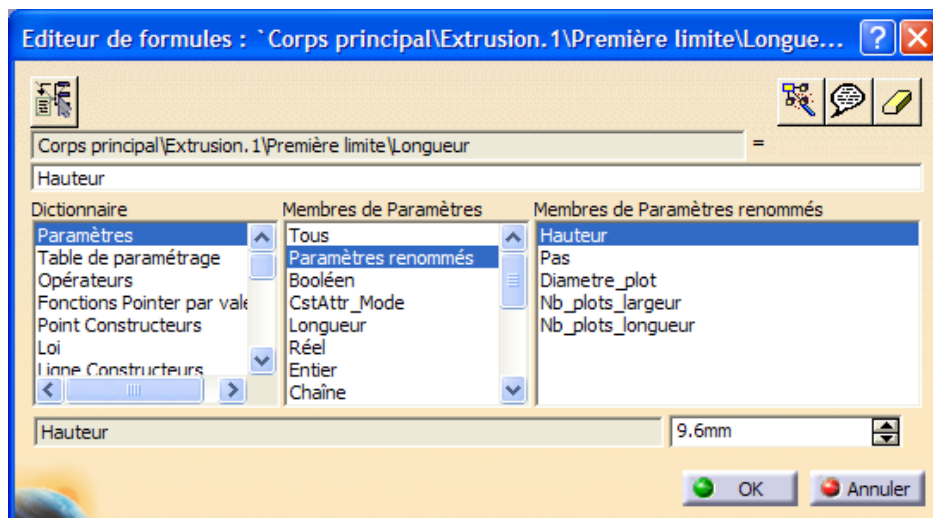 Editeur de formules : `Corps principal\Extrusion.1\Première limite\Longue...
Corps principal\Extrusion.1\Première limite\Longueur =
Hauteur
Dictionnaire Membres de Paramètres Membres de Paramètres renommés
Paramètres Tous Hauteur
Table de paramétrage Paramètres renommés Pas
Opérateurs Booléen Diametre_plot
Fonctions Pointer par vale CstAttr_Mode Nb_plots_largeur
Point Constructeurs Longueur Nb_plots_longueur
Loi Réel
Ligne Constructeurs Entier
Chaîne
Hauteur 9.6mm
OK Annuler